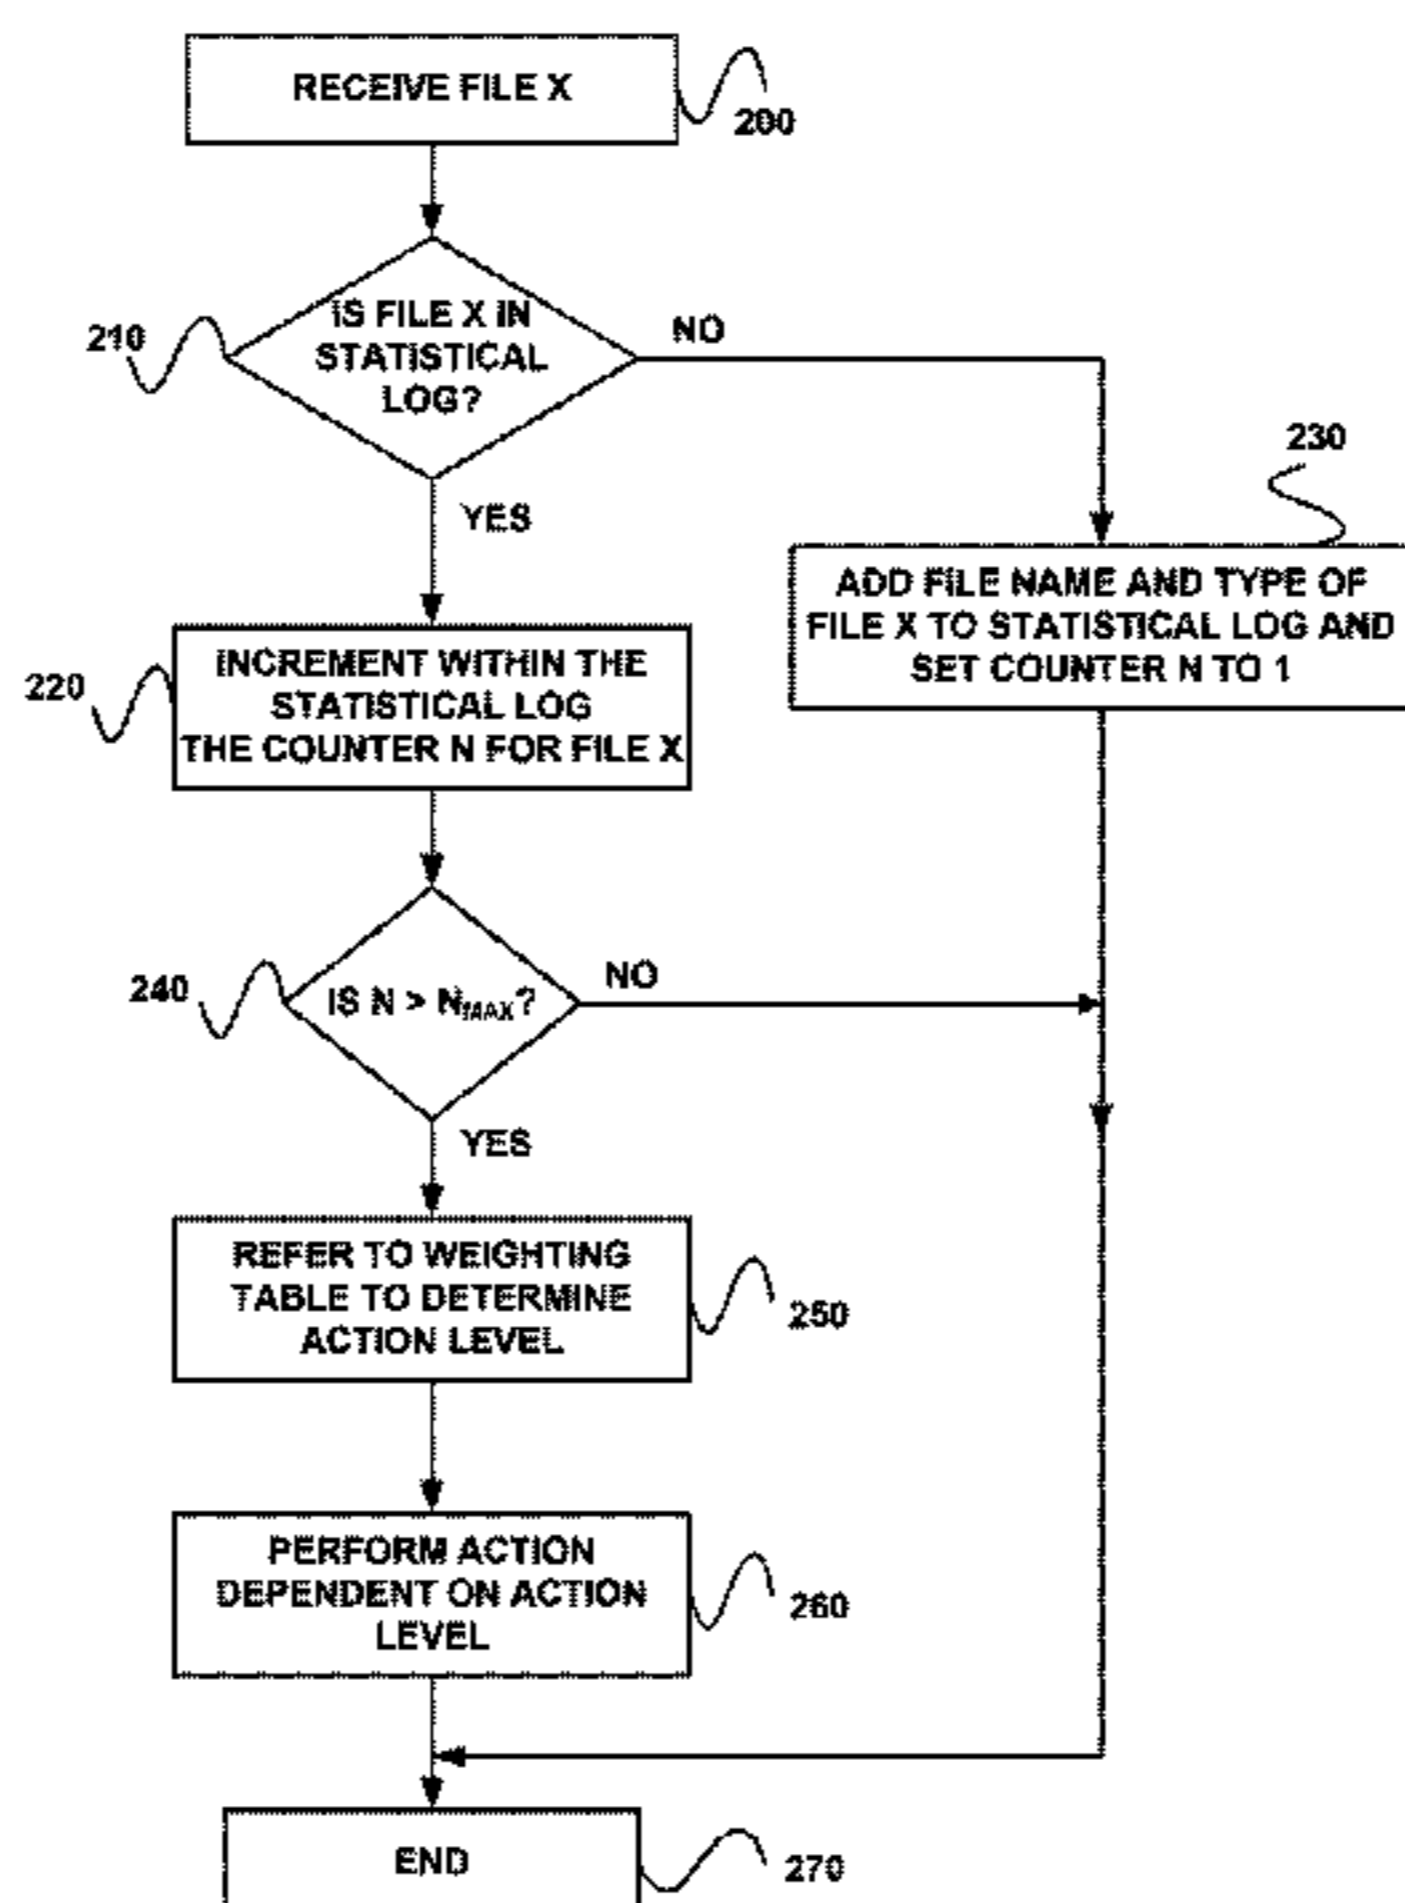 RECEIVE FILE X
200
IS FILE X IN
STATISTICAL
LOG?
210
NO
YES
230
ADD FILE NAME AND TYPE OF
FILE X TO STATISTICAL LOG AND
SET COUNTER N TO 1
220
INCREMENT WITHIN THE
STATISTICAL LOG
THE COUNTER N FOR FILE X
240
IS N > NMAX?
NO
YES
REFER TO WEIGHTING
TABLE TO DETERMINE
ACTION LEVEL
250
PERFORM ACTION
DEPENDENT ON ACTION
LEVEL
260
END
270